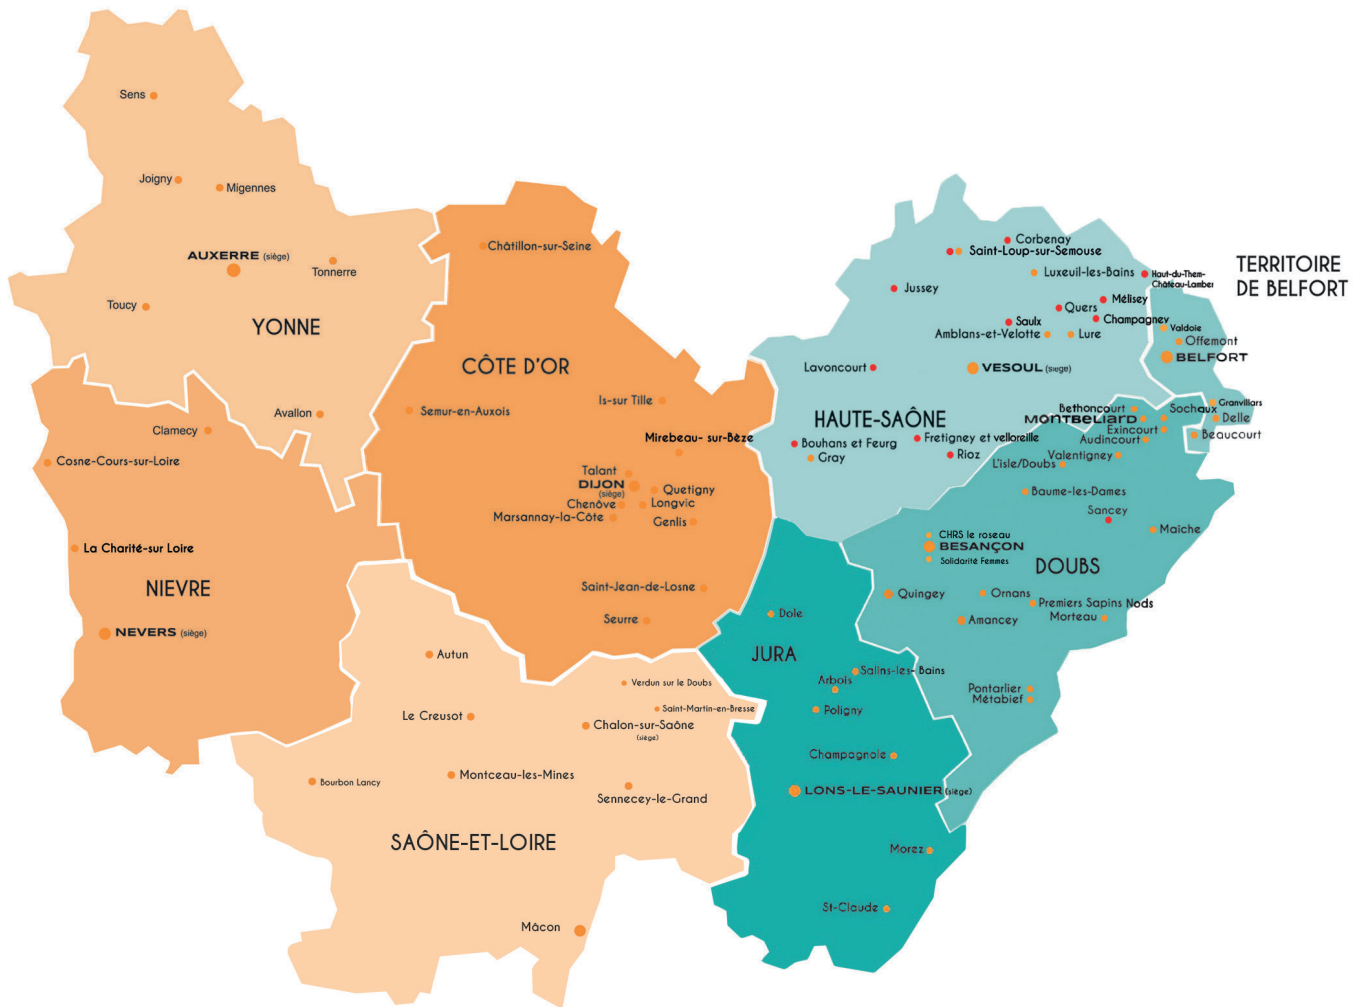 Sens
Joigny
Migennes
AUXERRE (siège)
Tonnerre
Toucy
YONNE
Avallon
Clamecy
Cosne-Cours-sur-Loire
La Charité-sur Loire
NIEVRE
NEVERS (siège)
Châtillon-sur-Seine
CÔTE D'OR
Semur-en-Auxois
Is-sur Tille
Mirebeau- sur-Bèze
Talant
DIJON
(siège)
Quetigny
Chenôve
Longvic
Marsannay-la-Côte
Genlis
Saint-Jean-de-Losne
Seurre
Autun
Verdun sur le Doubs
Saint-Martin-en-Bresse
Le Creusot
Chalon-sur-Saône
(siège)
Bourbon Lancy
Montceau-les-Mines
Sennecey-le-Grand
SAÔNE-ET-LOIRE
Mâcon
Corbenay
Saint-Loup-sur-Semouse
Luxeuil-les-Bains
Haut-du-Them-
Château-Lamber
Jussey
Mélisey
Quers
Saulx
Champagney
Amblans-et-Velotte
Lure
Lavoncourt
VESOUL (siege)
HAUTE-SAÔNE
Bouhans et Feurg
Fretigney et velloreille
Gray
Rioz
TERRITOIRE
DE BELFORT
Valdoie
Offemont
BELFORT
Granvillars
Delle
Beaucourt
Bethoncourt
Sochaux
MONTBELIARD
Exincourt
Audincourt
Valentigney
L'isle/Doubs
Baume-les-Dames
Sancey
Maîche
CHRS le roseau
BESANÇON
Solidarité Femmes
DOUBS
Quingey
Ornans
Premiers Sapins Nods
Amancey
Morteau
Pontarlier
Métabief
Dole
JURA
Salins-les-Bains
Arbois
Poligny
Champagnole
LONS-LE-SAUNIER (siège)
Morez
St-Claude